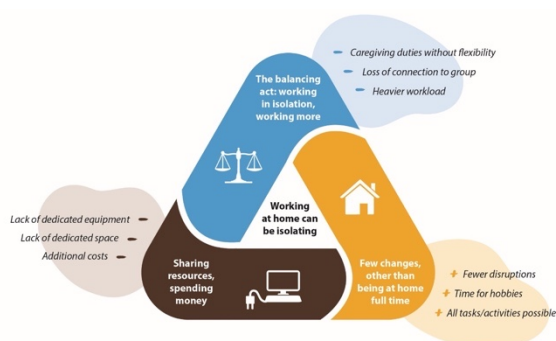 The balancing
act: working
in isolation,
working more
- Caregiving duties without flexibility
- Loss of connection to group
- Heavier workload
Working
at home can
be isolating
Lack of dedicated equipment -
Lack of dedicated space -
Additional costs -
Sharing
resources,
spending
money
Few changes,
other than
being at home
full time
+ Fewer disruptions
+ Time for hobbies
+ All tasks/activities possible